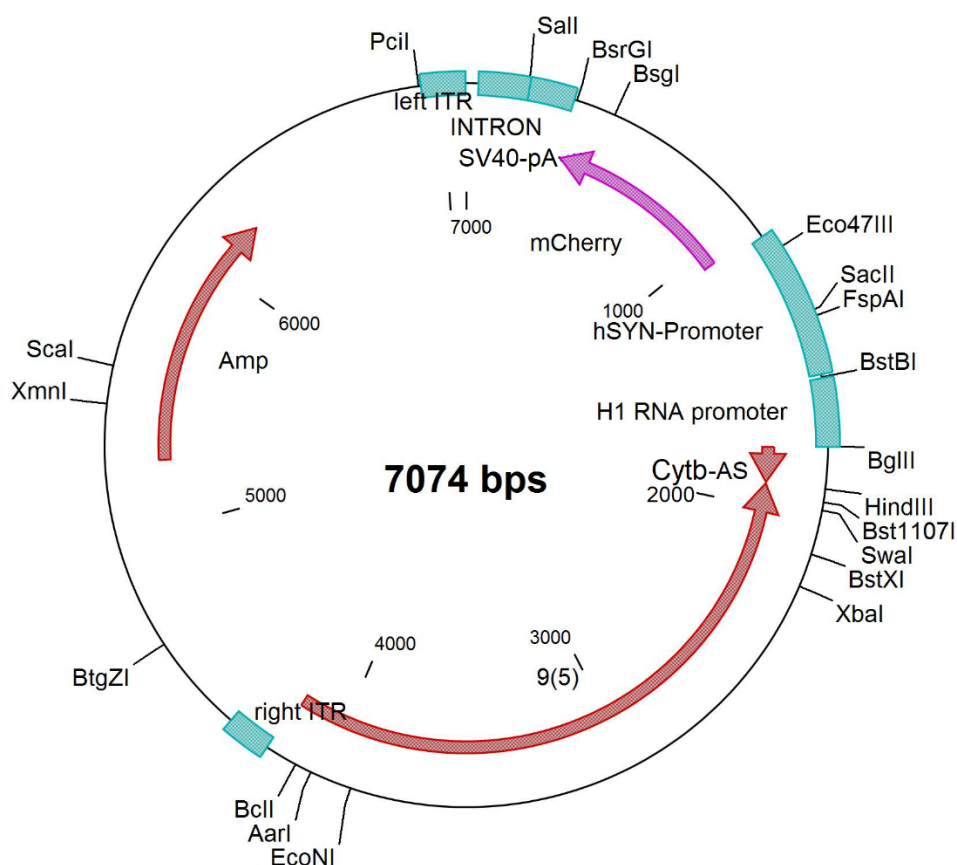 SalI
PciI
BsrGI
BsgI
left ITR
INTRON
SV40-pA
7000
mCherry
Eco47III
SacII
FspAI
1000
hSYN-Promoter
6000
ScaI
Amp
BstBI
XmnI
H1 RNA promoter
BglII
Cytb-AS
7074 bps
2000
5000
HindIII
Bst1107I
SwaI
BstXI
XbaI
3000
4000
9(5)
BtgZI
right ITR
BclI
AarI
EcoNI